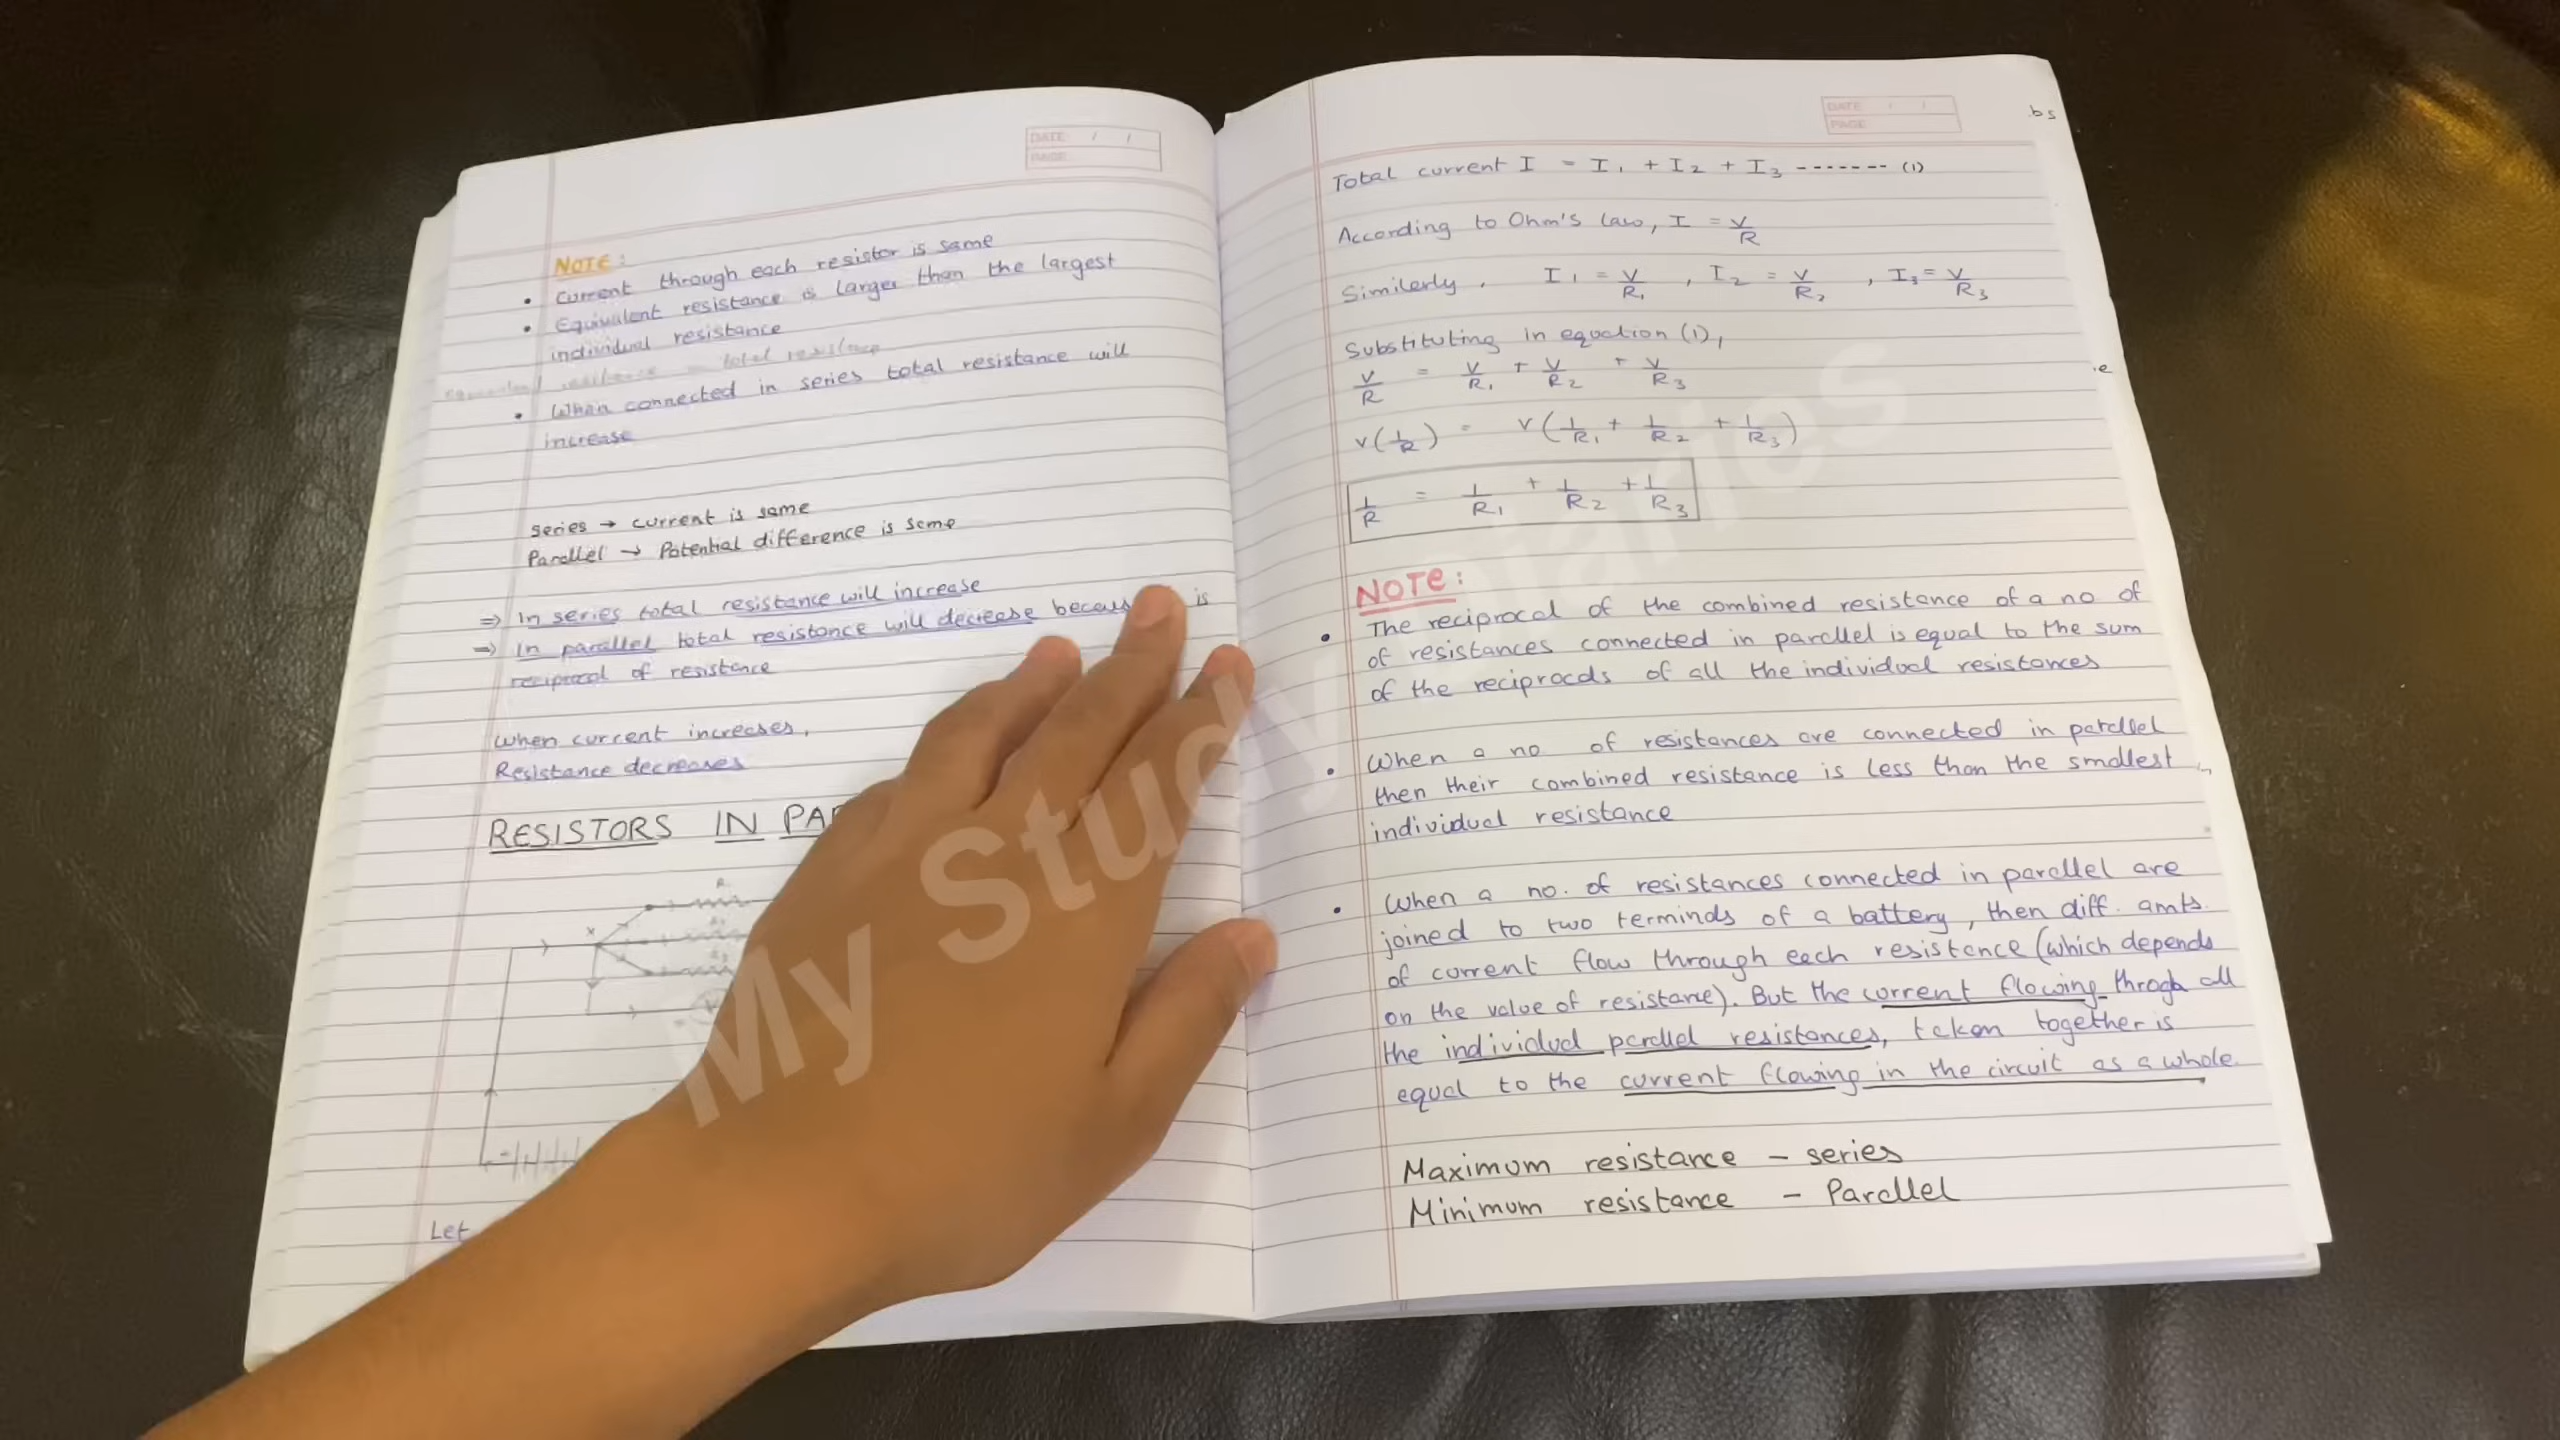 DATE / /
PAGE
NOTE:
• Current through each resistor is same
• Equivalent resistance is larger than the largest
individual resistance
equivalent resistance = total resistance
• When connected in series total resistance will
increase
series → current is same
Parallel → Potential difference is same
⇒ In series total resistance will increase
⇒ In parallel total resistance will decrease is
reciprocal of resistance
When current increases,
Resistance decreases
RESISTORS IN
Let
DATE / /
PAGE
bs
Total current I = I₁ + I₂ + I₃ ------- (1)
According to Ohm's law, I = V/R
Similerly, I₁ = V/R₁, I₂ = V/R₂, I₃ = V/R₃
Substituting in equation (1),
V/R = V/R₁ + V/R₂ + V/R₃
V(1/R) = V(1/R₁ + 1/R₂ + 1/R₃)
1/R = 1/R₁ + 1/R₂ + 1/R₃
NOTE:
• The reciprocal of the combined resistance of a no of
of resistances connected in parallel is equal to the sum
of the reciprocals of all the individual resistances
• When a no of resistances are connected in parallel
then their combined resistance is less than the smallest
individual resistance
• When a no. of resistances connected in parallel are
joined to two terminals of a battery, then diff. amts.
of current flow through each resistance (which depends
on the value of resistane). But the current flowing throgh all
the individual parallel resistances, taken together is
equal to the current flowing in the circuit as a whole.
Maximum resistance - series
Minimum resistance - Parallel
My Study Diaries